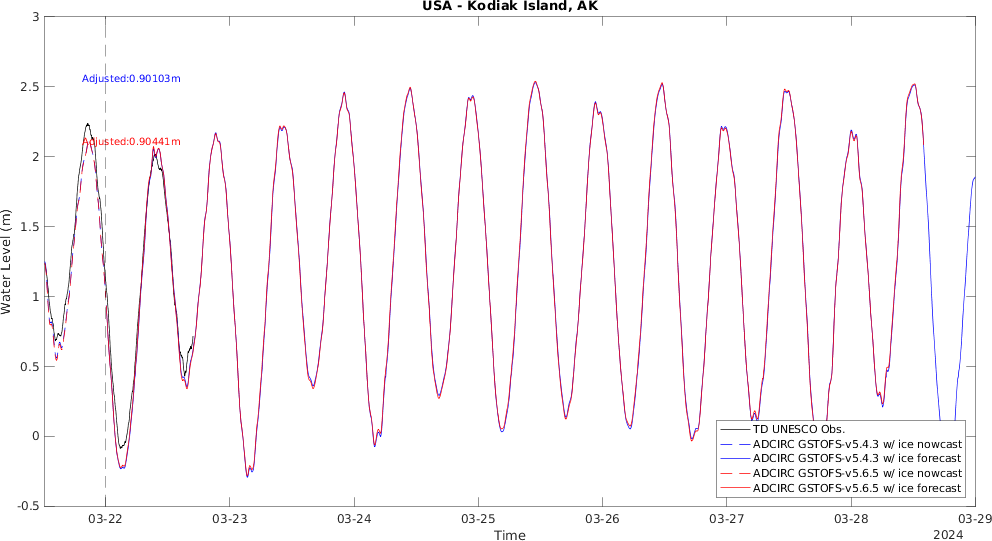 USA - Kodiak Island, AK
Water Level (m)
3
2.5
2
1.5
1
0.5
0
-0.5
Adjusted:0.90103m
Adjusted:0.90441m
TD UNESCO Obs.
ADCIRC GSTOFS-v5.4.3 w/ ice nowcast
ADCIRC GSTOFS-v5.4.3 w/ ice forecast
ADCIRC GSTOFS-v5.6.5 w/ ice nowcast
ADCIRC GSTOFS-v5.6.5 w/ ice forecast
03-22 03-23 03-24 03-25 03-26 03-27 03-28 03-29
Time
2024